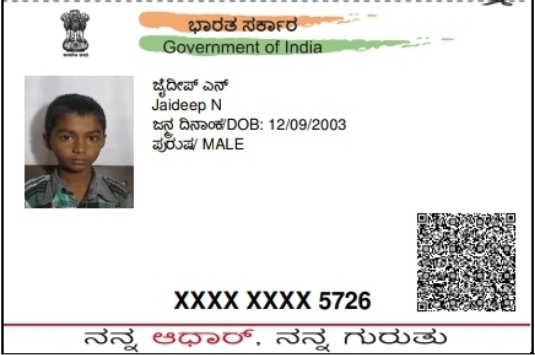 ಭಾರತ ಸರ್ಕಾರ
Government of India
ಜೈದೀಪ್ ಎನ್
Jaideep N
ಜನ್ಮ ದಿನಾಂಕ/DOB: 12/09/2003
ಪುರುಷ/ MALE
XXXX XXXX 5726
ನನ್ನ ಆಧಾರ್, ನನ್ನ ಗುರುತು